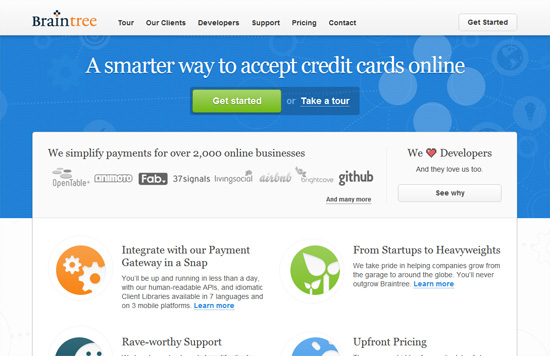 Braintree
Tour Our Clients Developers Support Pricing Contact
Get Started
A smarter way to accept credit cards online
Get started or Take a tour
We simplify payments for over 2,000 online businesses
OpenTable animoto Fab. 37signals livingsocial airbnb brightcove github
And many more
We ❤ Developers
And they love us too.
See why
Integrate with our Payment
Gateway in a Snap
You'll be up and running in less than a day,
with our human-readable APIs, and idiomatic
Client Libraries available in 7 languages and
on 3 mobile platforms. Learn more
From Startups to Heavyweights
We take pride in helping companies grow from
the garage to around the globe. You'll never
outgrow Braintree. Learn more
Rave-worthy Support
Upfront Pricing